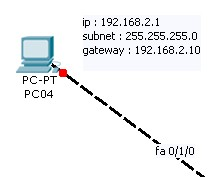 ip : 192.168.2.1
subnet : 255.255.255.0
gateway : 192.168.2.10
PC-PT
PC04
fa 0/1/0